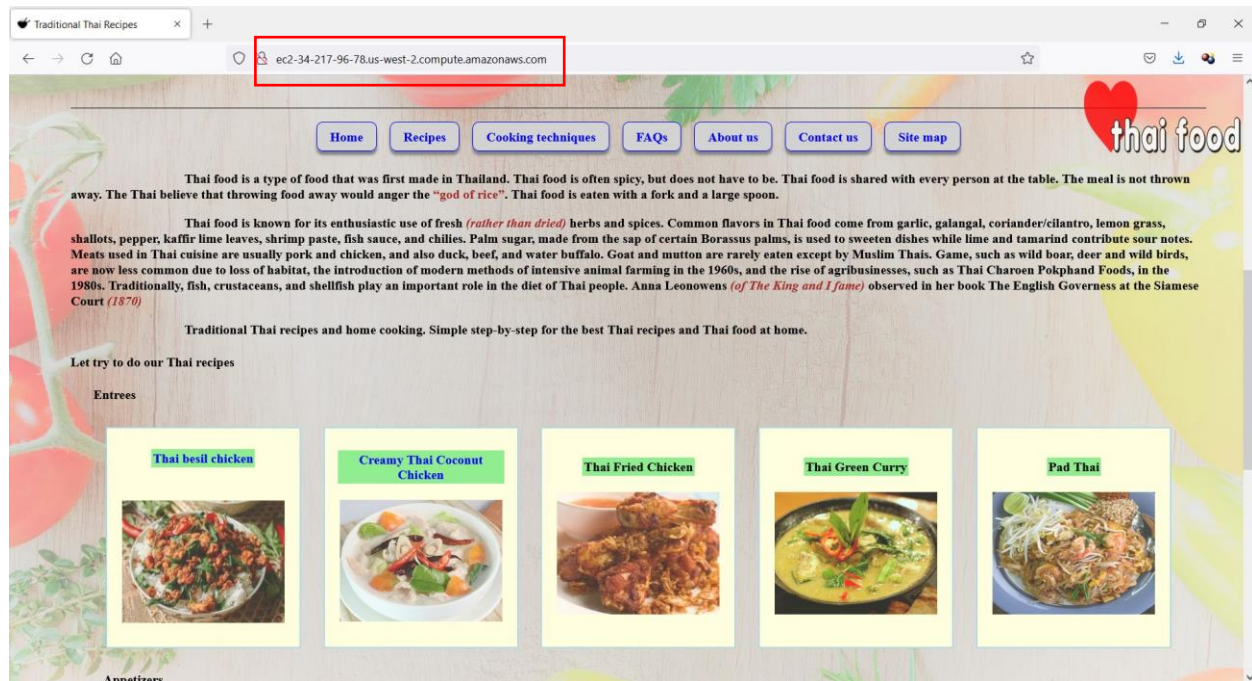 Traditional Thai Recipes
ec2-34-217-96-78.us-west-2.compute.amazonaws.com
thai food
Home Recipes Cooking techniques FAQs About us Contact us Site map
Thai food is a type of food that was first made in Thailand. Thai food is often spicy, but does not have to be. Thai food is shared with every person at the table. The meal is not thrown
away. The Thai believe that throwing food away would anger the “god of rice”. Thai food is eaten with a fork and a large spoon.
Thai food is known for its enthusiastic use of fresh (rather than dried) herbs and spices. Common flavors in Thai food come from garlic, galangal, coriander/cilantro, lemon grass,
shallots, pepper, kaffir lime leaves, shrimp paste, fish sauce, and chilies. Palm sugar, made from the sap of certain Borassus palms, is used to sweeten dishes while lime and tamarind contribute sour notes.
Meats used in Thai cuisine are usually pork and chicken, and also duck, beef, and water buffalo. Goat and mutton are rarely eaten except by Muslim Thais. Game, such as wild boar, deer and wild birds,
are now less common due to loss of habitat, the introduction of modern methods of intensive animal farming in the 1960s, and the rise of agribusinesses, such as Thai Charoen Pokphand Foods, in the
1980s. Traditionally, fish, crustaceans, and shellfish play an important role in the diet of Thai people. Anna Leonowens (of The King and I fame) observed in her book The English Governess at the Siamese
Court (1870)
Traditional Thai recipes and home cooking. Simple step-by-step for the best Thai recipes and Thai food at home.
Let try to do our Thai recipes
Entrees
Thai besil chicken
Creamy Thai Coconut
Chicken
Thai Fried Chicken
Thai Green Curry
Pad Thai
Appetizers